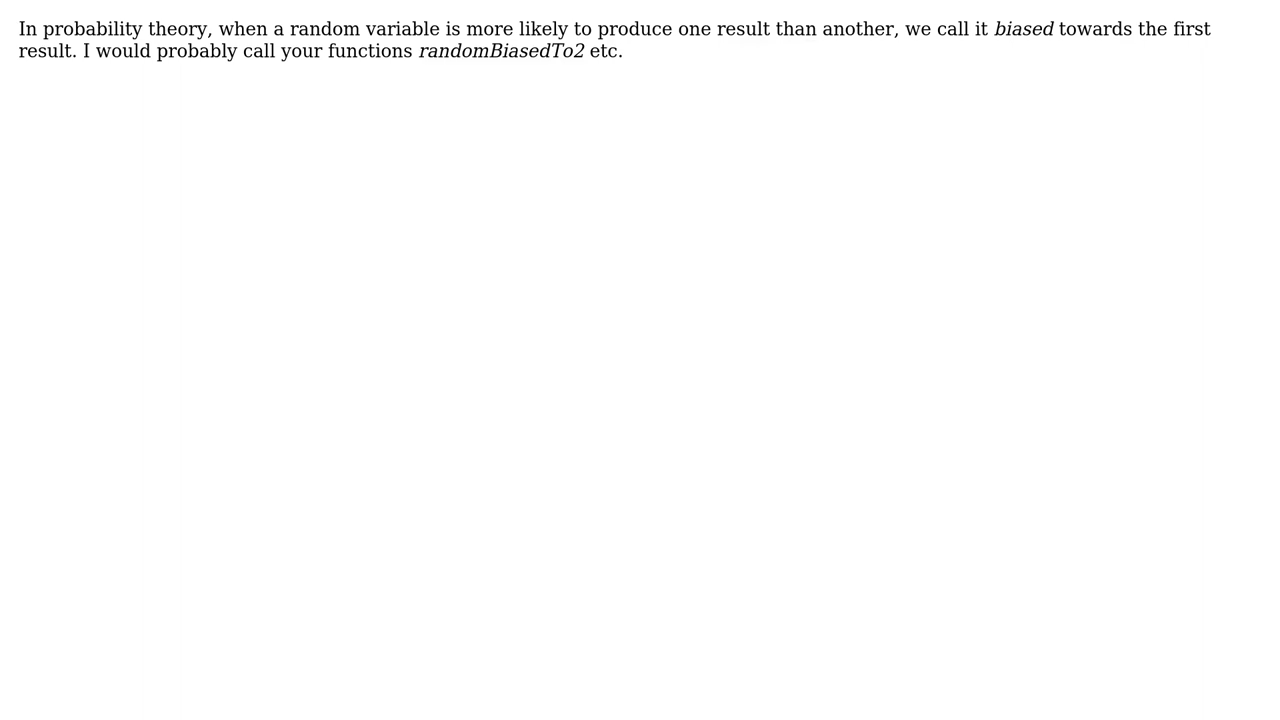 In probability theory, when a random variable is more likely to produce one result than another, we call it biased towards the first
result. I would probably call your functions randomBiasedTo2 etc.